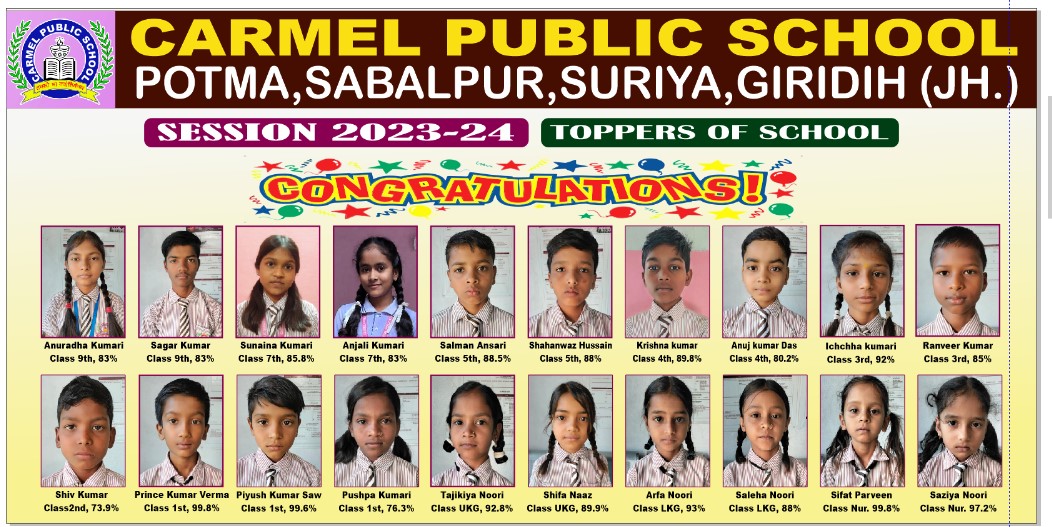 CARMEL PUBLIC SCHOOL
CARMEL PUBLIC SCHOOL
POTMA,SABALPUR,SURIYA,GIRIDIH (JH.)
SESSION 2023-24 TOPPERS OF SCHOOL
CONGRATULATIONS!
Anuradha Kumari Sagar Kumar Sunaina Kumari Anjali Kumari Salman Ansari Shahanwaz Hussain Krishna kumar Anuj kumar Das Ichchha kumari Ranveer Kumar
Class 9th, 83% Class 9th, 83% Class 7th, 85.8% Class 7th, 83% Class 5th, 88.5% Class 5th, 88% Class 4th, 89.8% Class 4th, 80.2% Class 3rd, 92% Class 3rd, 85%
Shiv Kumar Prince Kumar Verma Piyush Kumar Saw Pushpa Kumari Tajikiya Noori Shifa Naaz Arfa Noori Saleha Noori Sifat Parveen Saziya Noori
Class2nd, 73.9% Class 1st, 99.8% Class 1st, 99.6% Class 1st, 76.3% Class UKG, 92.8% Class UKG, 89.9% Class LKG, 93% Class LKG, 88% Class Nur. 99.8% Class Nur. 97.2%